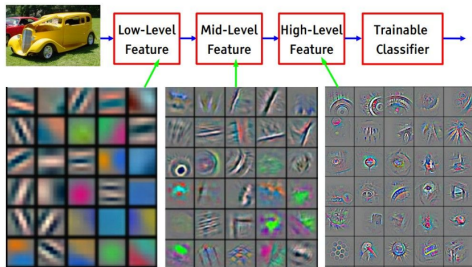 Low-Level
Feature
Mid-Level
Feature
High-Level
Feature
Trainable
Classifier